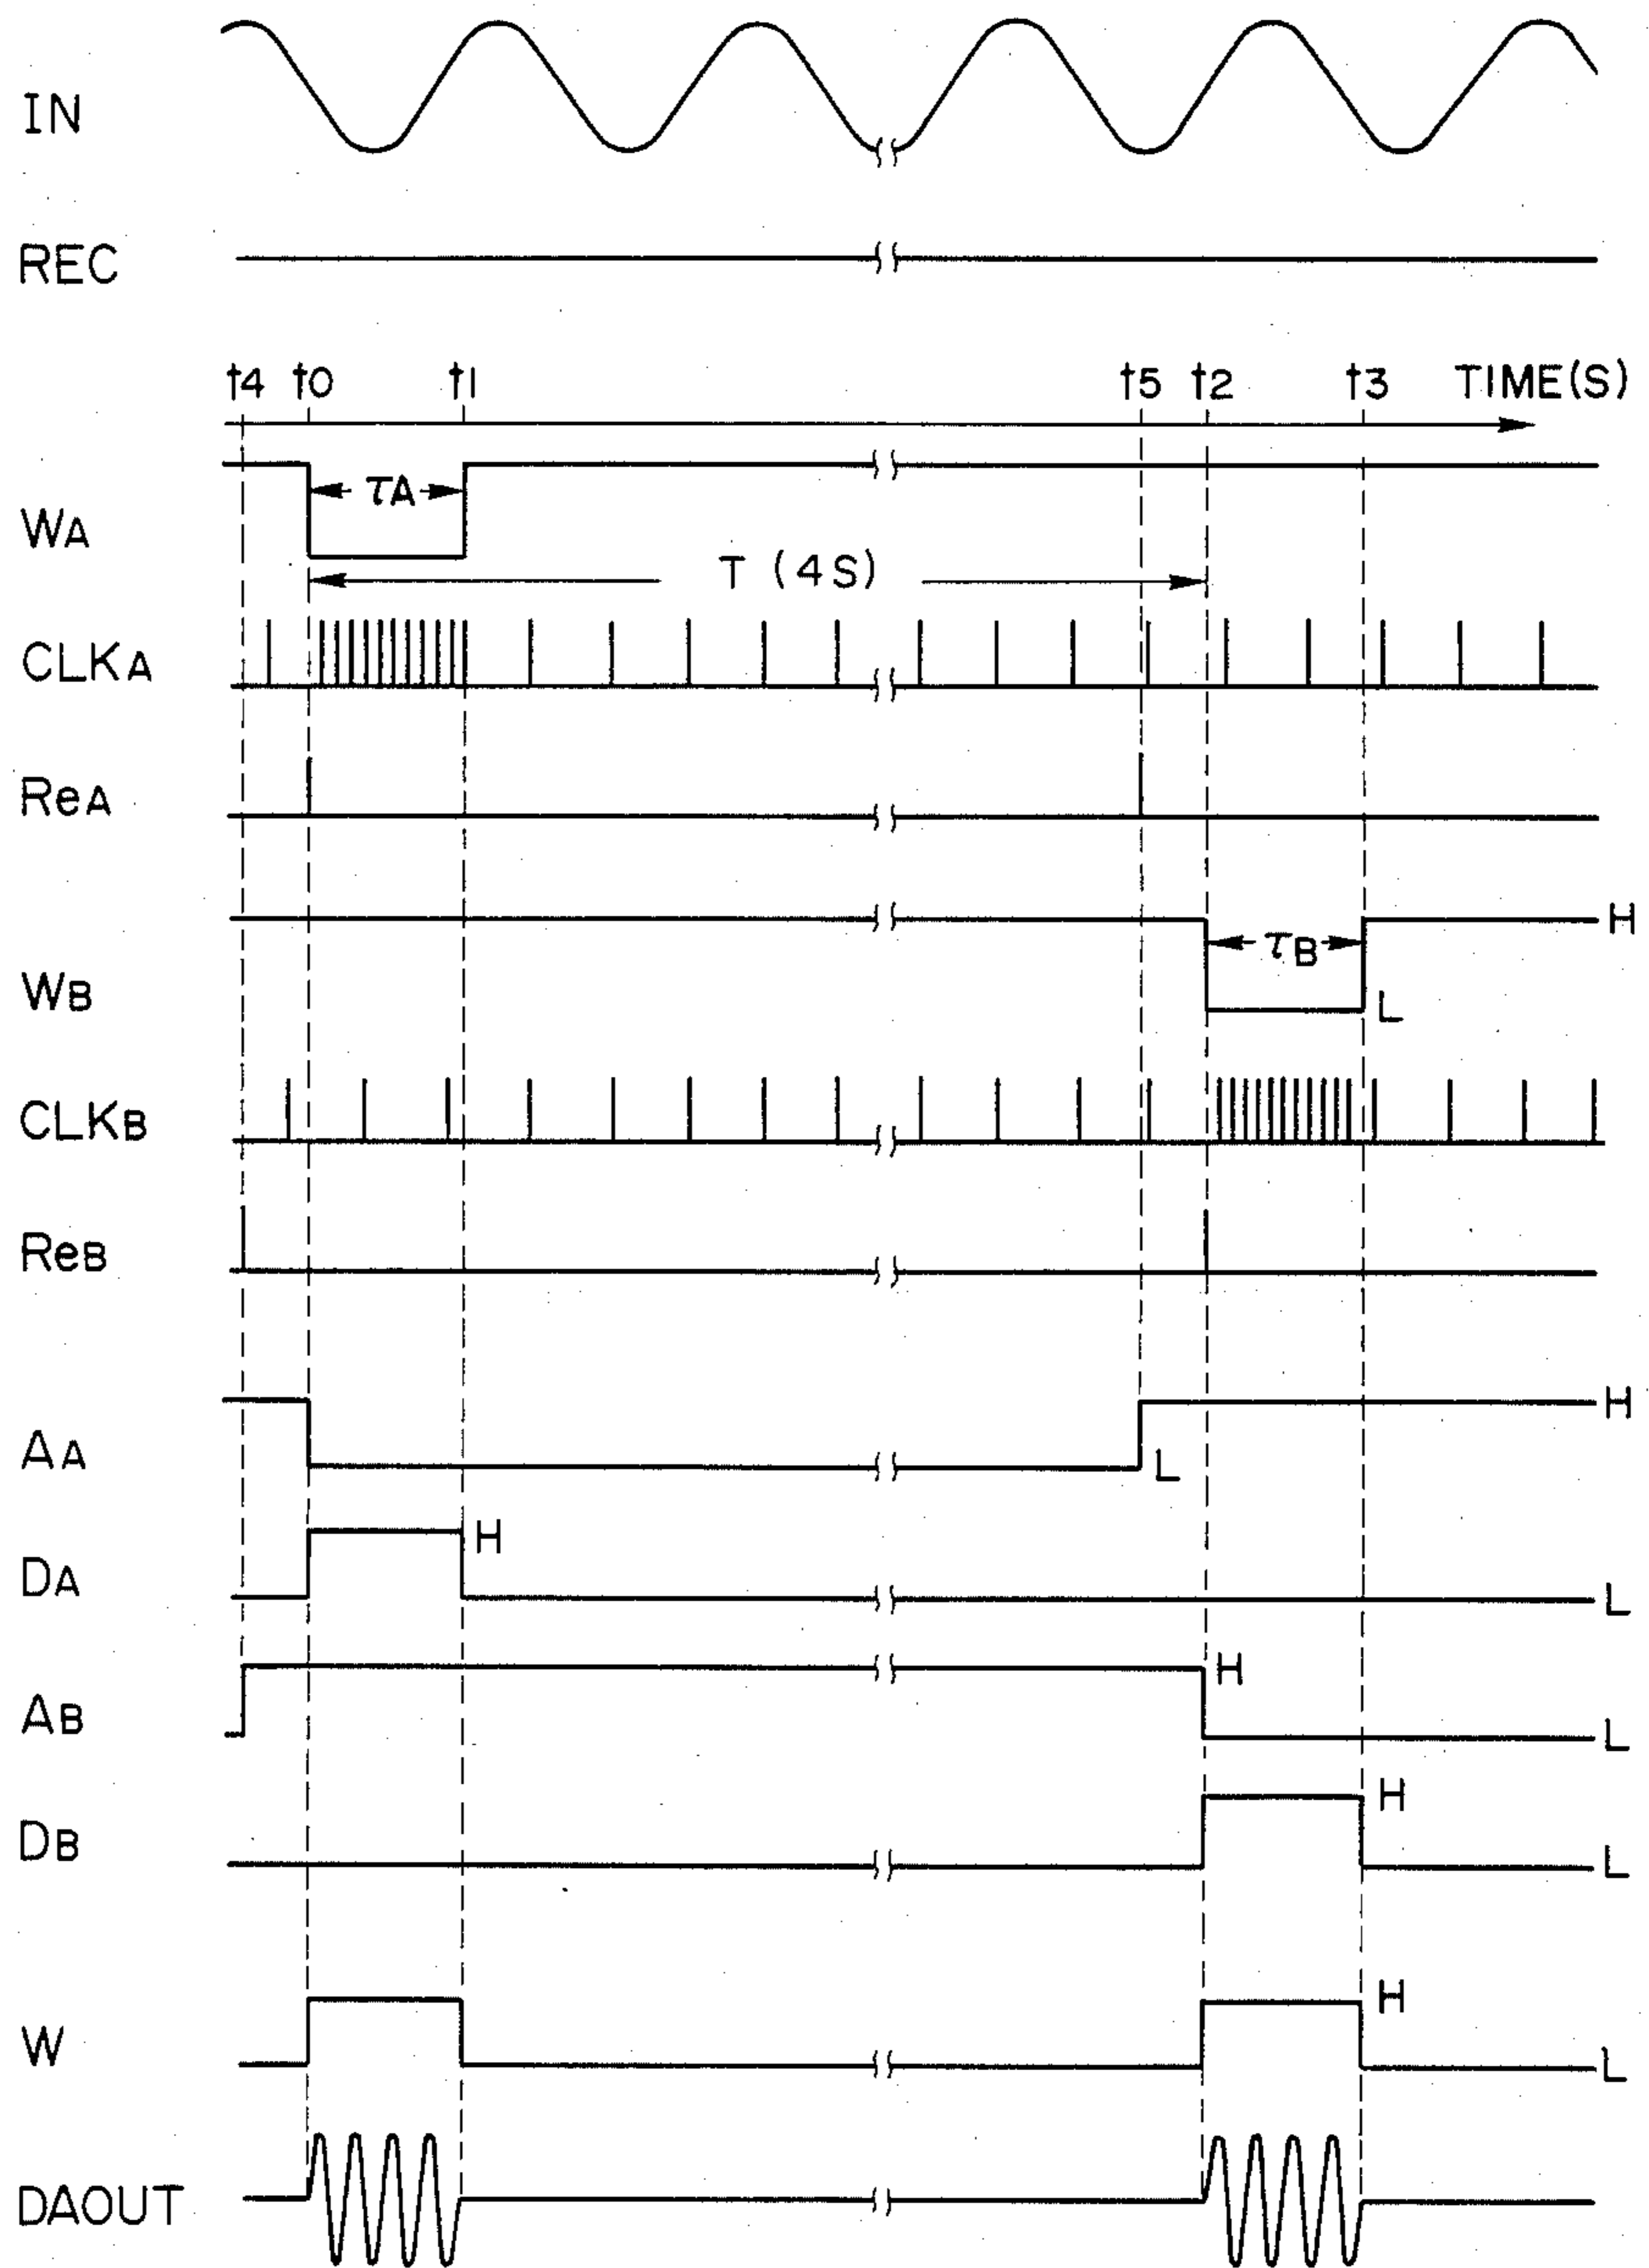 IN
REC
t4 t0 t1 t5 t2 t3 TIME(S)
τA
WA
T (4S)
CLKA
ReA
H
τB
WB
L
CLKB
ReB
H
AA
L
H
DA
L
H
AB
L
H
DB
L
H
W
L
DAOUT